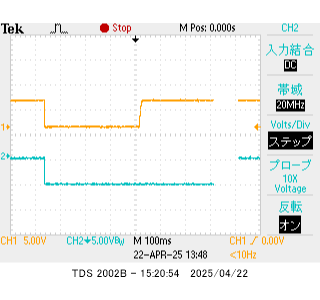 Tek Stop M Pos: 0.000s CH2
入力結合
DC
帯域
20MHz
Volts/Div
ステップ
プローブ
10X
Voltage
反転
オン
1
2
CH1 5.00V CH2 5.00VBw M 100ms CH1 / 0.00V
22-APR-25 13:48 <10Hz
TDS 2002B - 15:20:54 2025/04/22